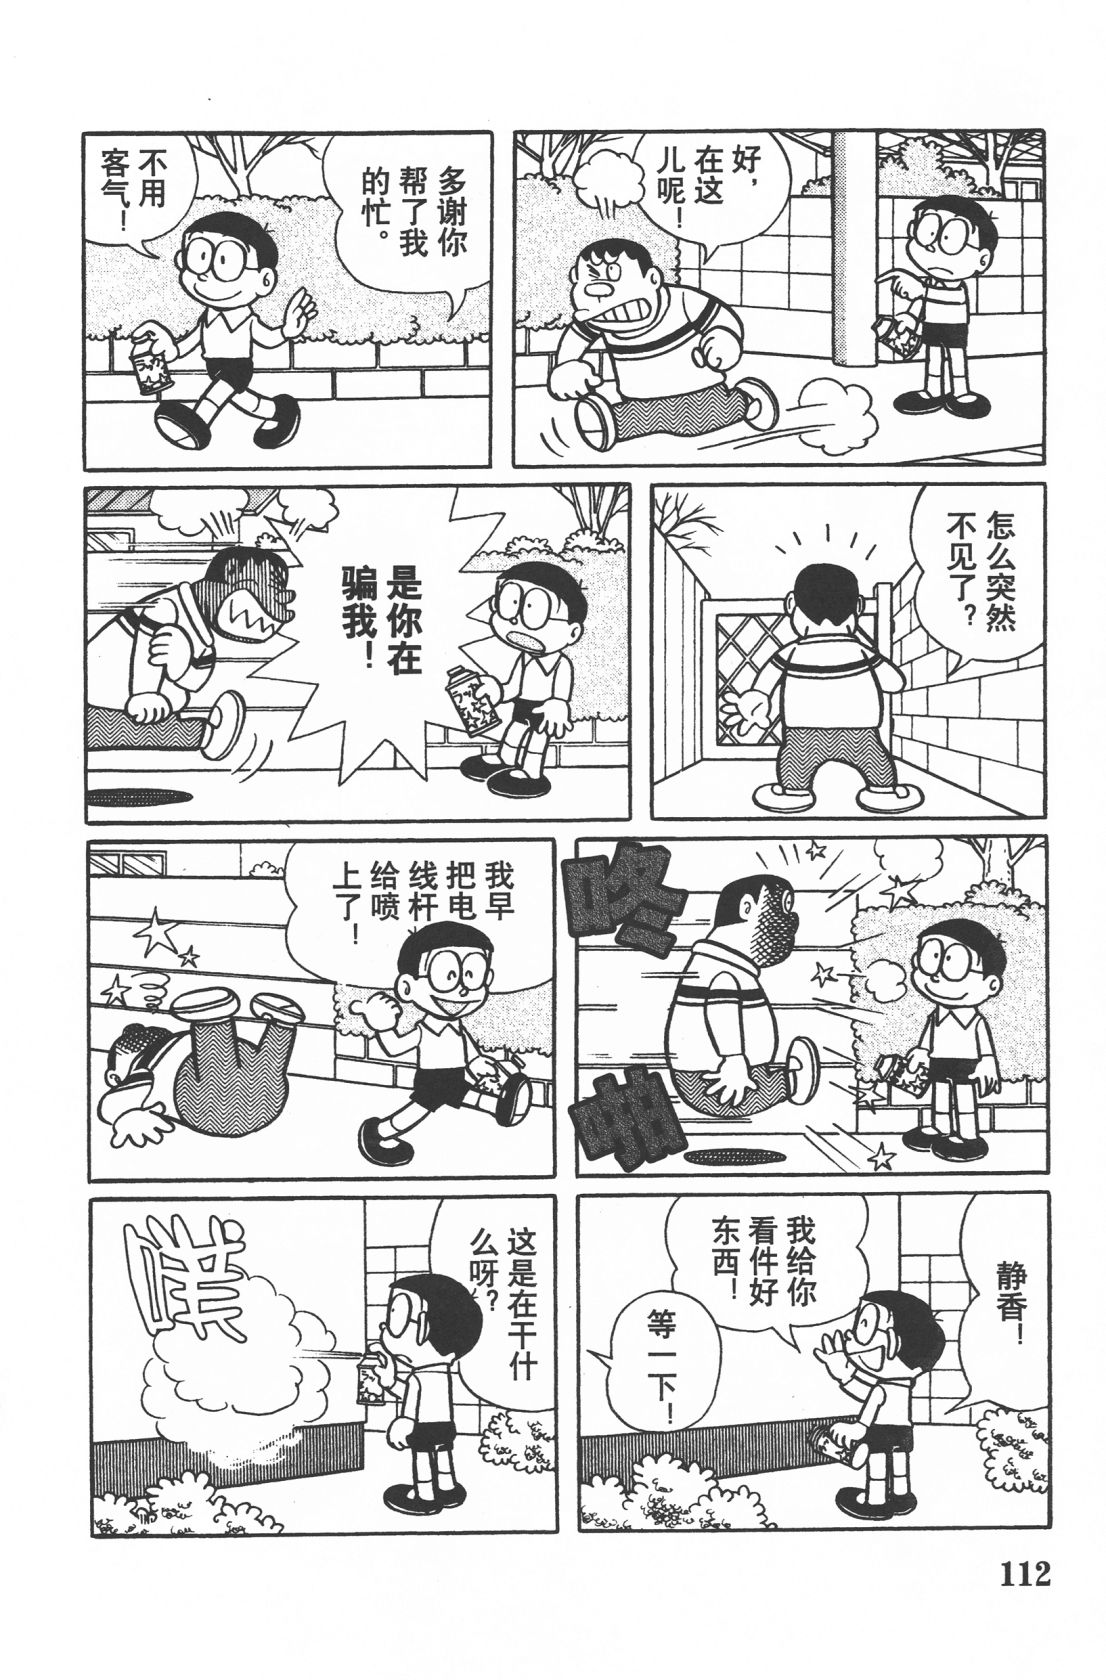 好，
在这
儿呢！
多谢你
帮了我
的忙。
不用
客气！
怎么突然
不见了？
是你在
骗我！
咚
啪
我早
把电
线杆
给喷
上了！
静香！
我给你
看件好
东西！
等一下！
这是在干什
么呀？
噗
112